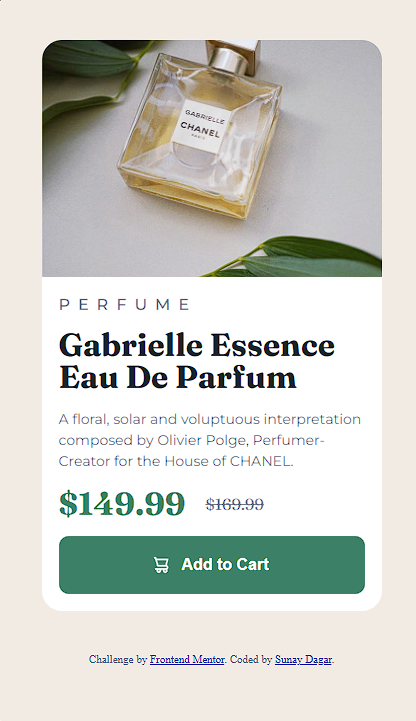 GABRIELLE
CHANEL
PARIS
PERFUME
Gabrielle Essence
Eau De Parfum
A floral, solar and voluptuous interpretation
composed by Olivier Polge, Perfumer-
Creator for the House of CHANEL.
$149.99 $169.99
Add to Cart
Challenge by Frontend Mentor. Coded by Sunay Dagar.